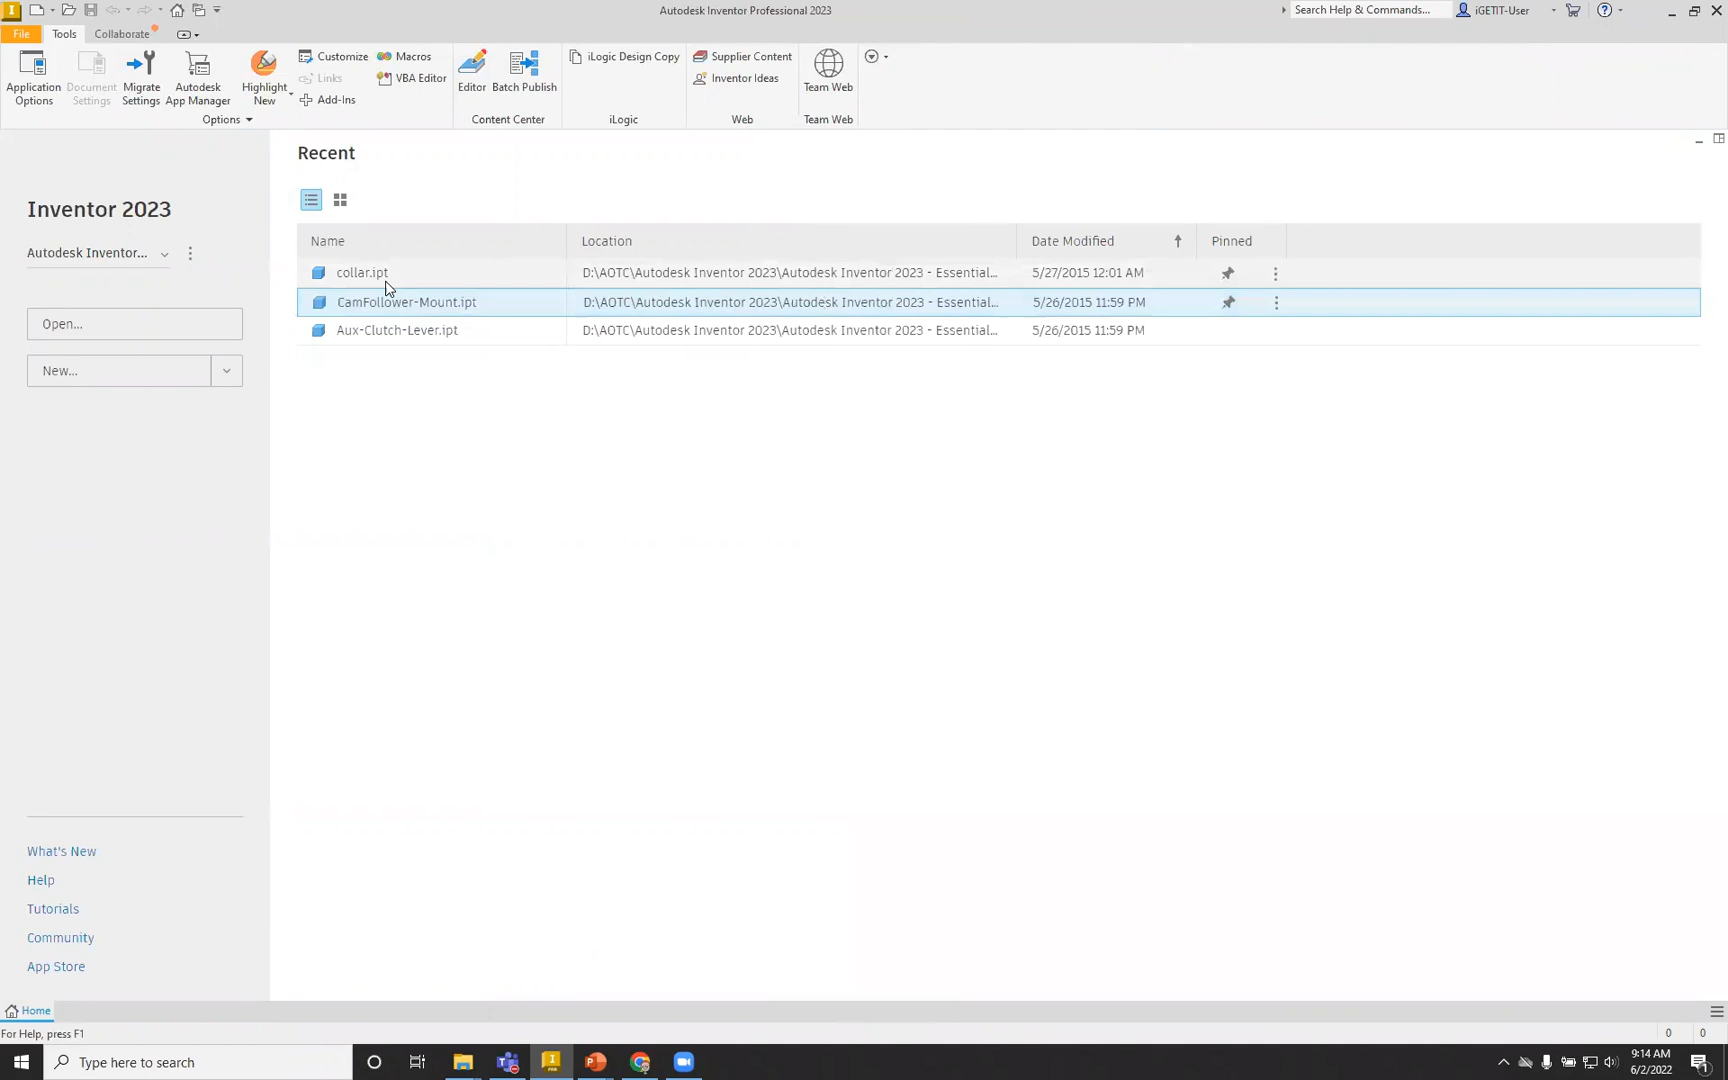 Autodesk Inventor Professional 2023
Search Help & Commands...
iGETIT-User
File
Tools
Collaborate
Application Options
Document Settings
Migrate Settings
Autodesk App Manager
Highlight New
Customize
Links
Add-Ins
Macros
VBA Editor
Editor
Batch Publish
iLogic Design Copy
Supplier Content
Inventor Ideas
Team Web
Options
Content Center
iLogic
Web
Team Web
Inventor 2023
Autodesk Inventor...
Open...
New...
What's New
Help
Tutorials
Community
App Store
Recent
Name Location Date Modified Pinned
collar.ipt D:\AOTC\Autodesk Inventor 2023\Autodesk Inventor 2023 - Essential... 5/27/2015 12:01 AM
CamFollower-Mount.ipt D:\AOTC\Autodesk Inventor 2023\Autodesk Inventor 2023 - Essential... 5/26/2015 11:59 PM
Aux-Clutch-Lever.ipt D:\AOTC\Autodesk Inventor 2023\Autodesk Inventor 2023 - Essential... 5/26/2015 11:59 PM
Home
For Help, press F1
0 0
Type here to search
9:14 AM
6/2/2022